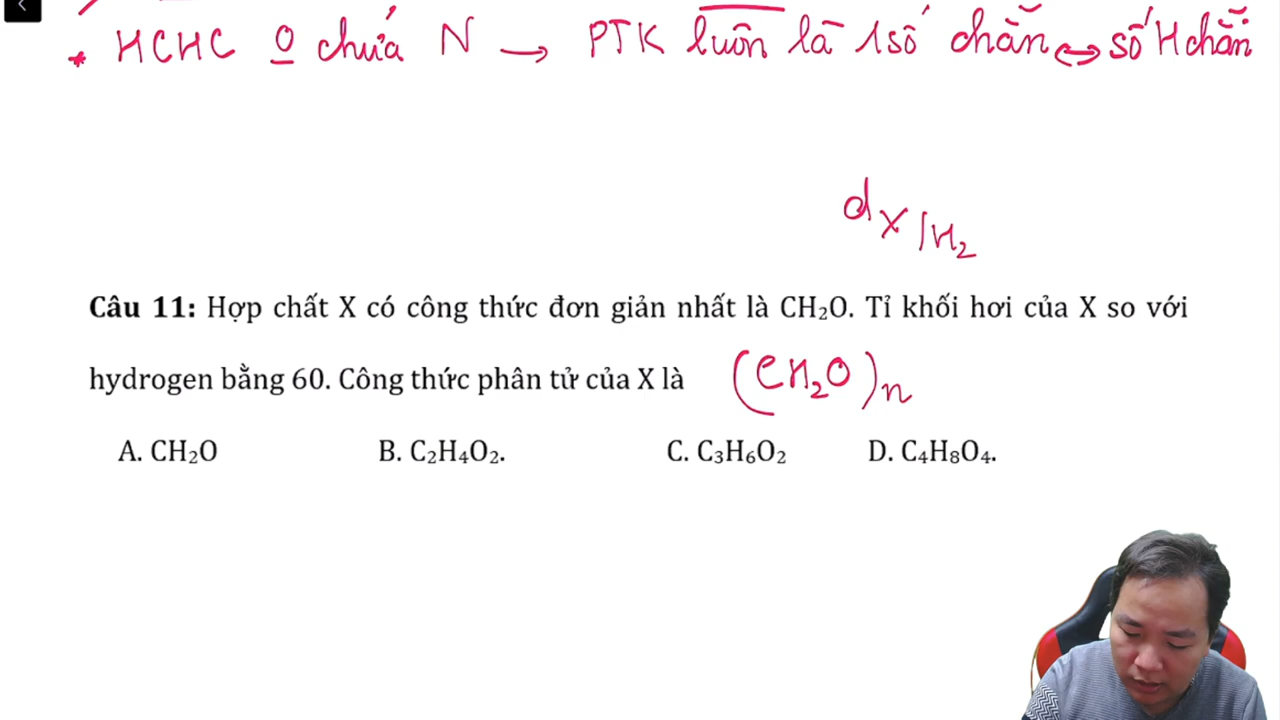 * HCHC O chứa N → PTK luôn là 1 số chẵn ↔ số H chẵn
d X/H₂
Câu 11: Hợp chất X có công thức đơn giản nhất là CH₂O. Tỉ khối hơi của X so với
hydrogen bằng 60. Công thức phân tử của X là (CH₂O)n
A. CH₂O B. C₂H₄O₂. C. C₃H₆O₂ D. C₄H₈O₄.